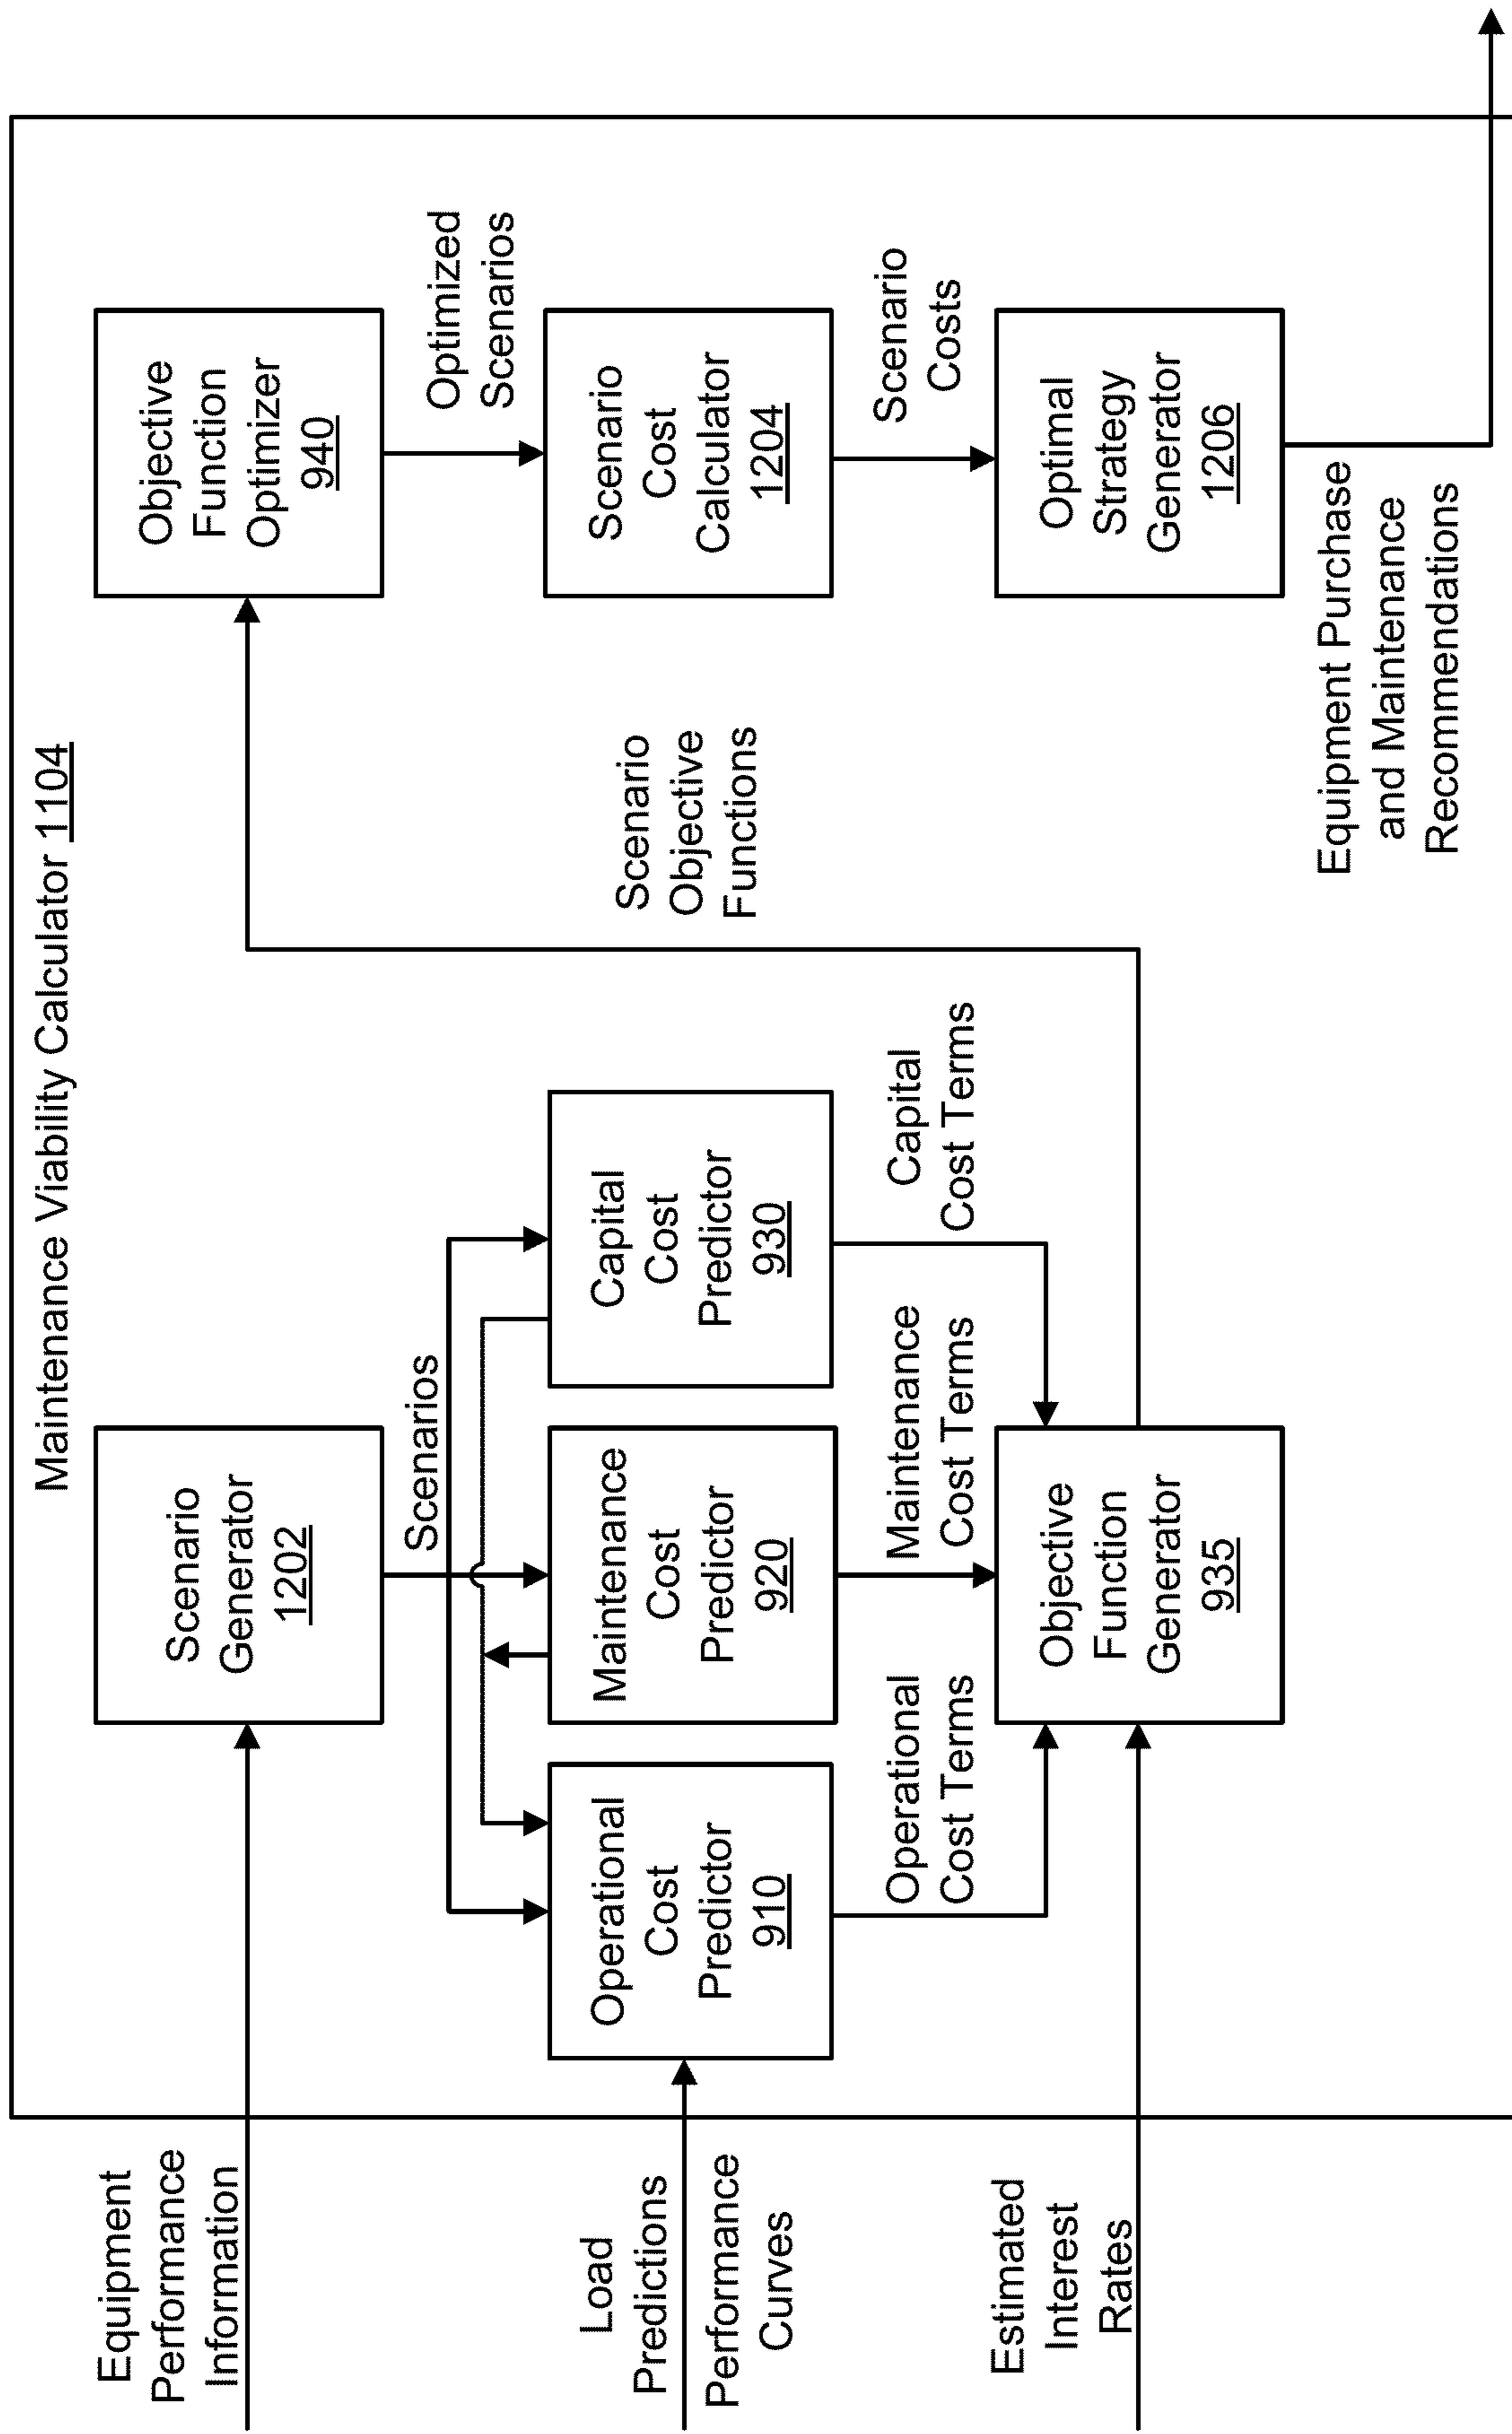 Maintenance Viability Calculator 1104
Equipment
Performance
Information
Scenario
Generator
1202
Scenarios
Load
Predictions
Performance
Curves
Operational
Cost
Predictor
910
Maintenance
Cost
Predictor
920
Capital
Cost
Predictor
930
Operational
Cost Terms
Maintenance
Cost Terms
Capital
Cost Terms
Estimated
Interest
Rates
Objective
Function
Generator
935
Scenario
Objective
Functions
Objective
Function
Optimizer
940
Optimized
Scenarios
Scenario
Cost
Calculator
1204
Scenario
Costs
Optimal
Strategy
Generator
1206
Equipment Purchase
and Maintenance
Recommendations